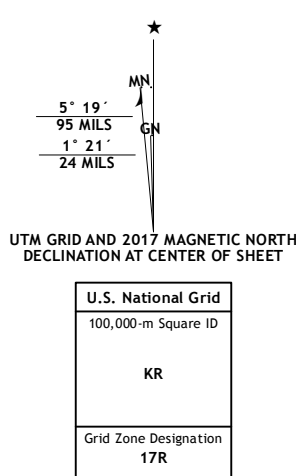 ★
MN
5° 19´
95 MILS
GN
1° 21´
24 MILS
UTM GRID AND 2017 MAGNETIC NORTH
DECLINATION AT CENTER OF SHEET
U.S. National Grid
100,000-m Square ID
KR
Grid Zone Designation
17R